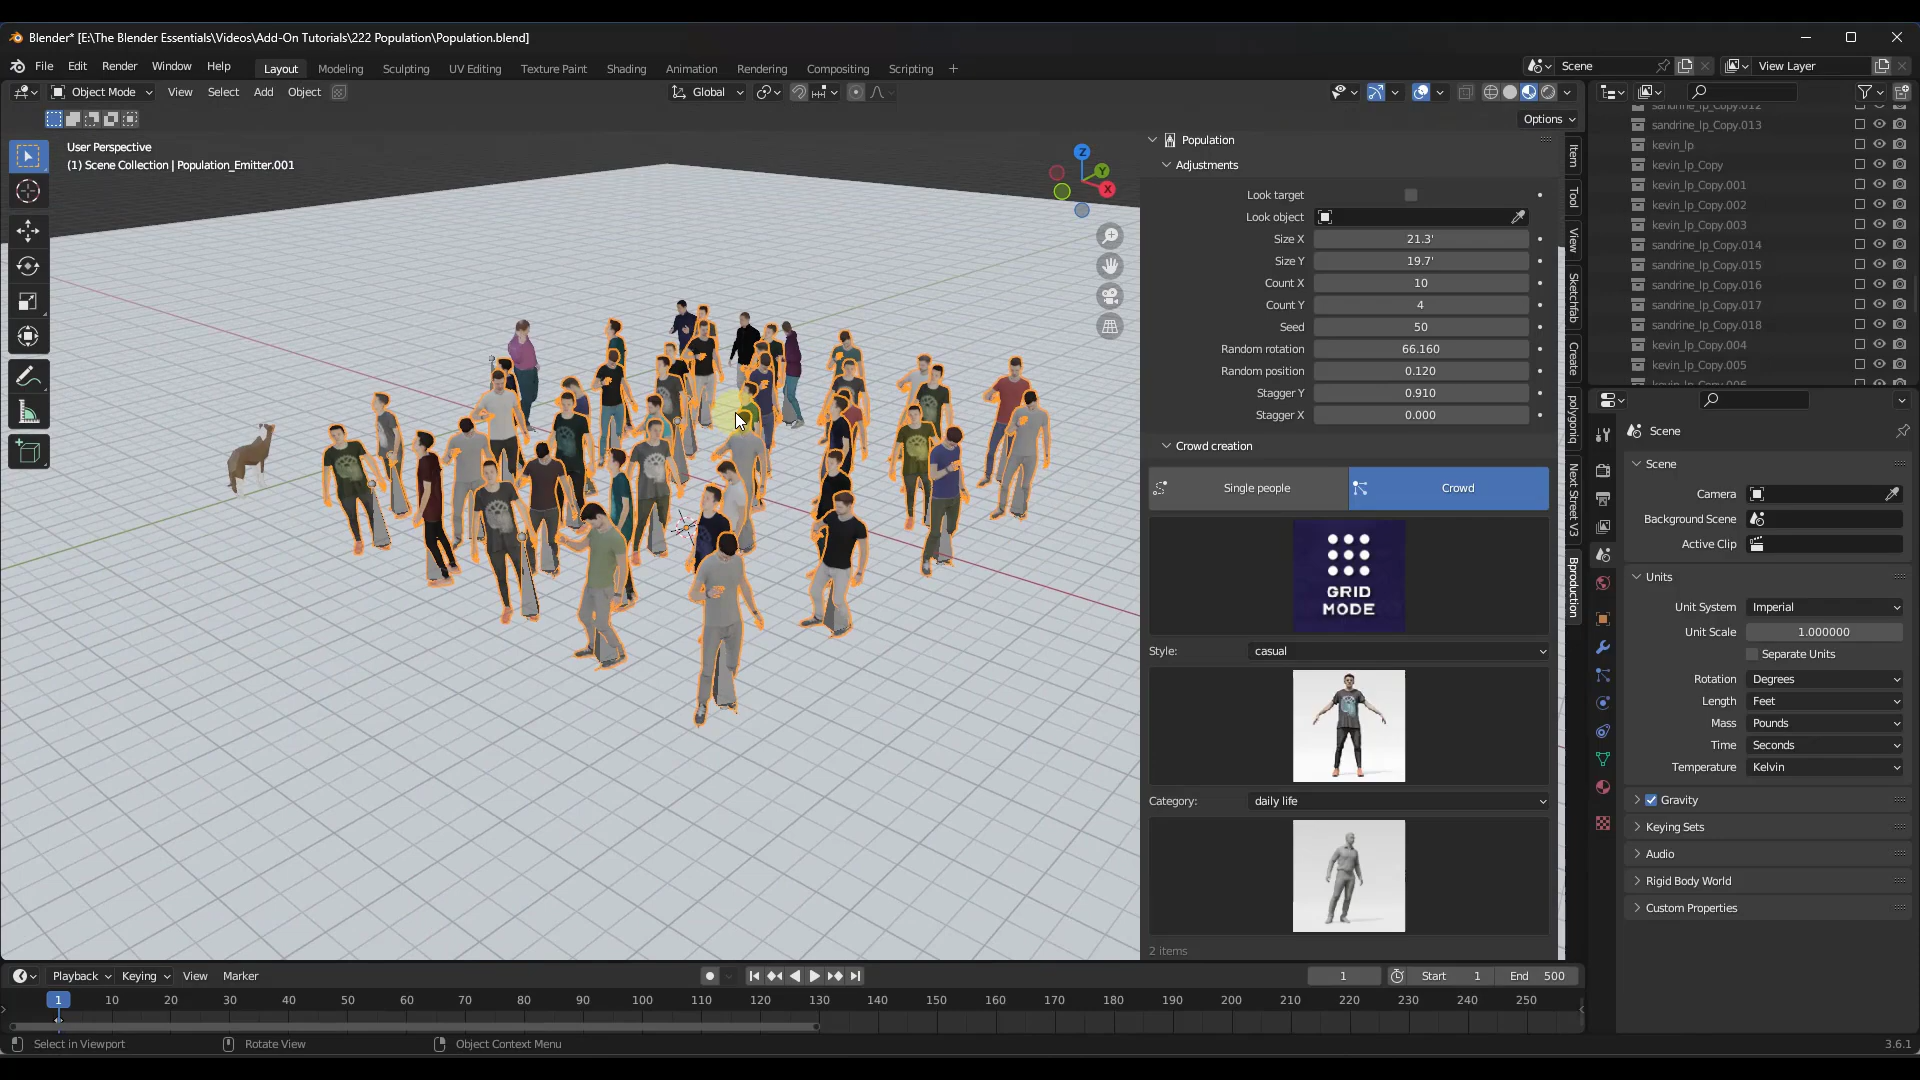 Blender* [E:\The Blender Essentials\Videos\Add-On Tutorials\222 Population\Population.blend]
File Edit Render Window Help Layout Modeling Sculpting UV Editing Texture Paint Shading Animation Rendering Compositing Scripting + Scene View Layer
Object Mode View Select Add Object Global
Options
User Perspective
(1) Scene Collection | Population_Emitter.001
Z
Y
X
Population
Adjustments
Look target
Look object
Size X 21.3'
Size Y 19.7'
Count X 10
Count Y 4
Seed 50
Random rotation 66.160
Random position 0.120
Stagger Y 0.910
Stagger X 0.000
Crowd creation
Single people Crowd
GRID
MODE
Style: casual
Category: daily life
2 items
Item
Tool
View
Sketchfab
Create
polygoniq
Next Street V3
Bproduction
sandrine_lp_Copy.012
sandrine_lp_Copy.013
kevin_lp
kevin_lp_Copy
kevin_lp_Copy.001
kevin_lp_Copy.002
kevin_lp_Copy.003
sandrine_lp_Copy.014
sandrine_lp_Copy.015
sandrine_lp_Copy.016
sandrine_lp_Copy.017
sandrine_lp_Copy.018
kevin_lp_Copy.004
kevin_lp_Copy.005
kevin_lp_Copy.006
Scene
Scene
Camera
Background Scene
Active Clip
Units
Unit System Imperial
Unit Scale 1.000000
Separate Units
Rotation Degrees
Length Feet
Mass Pounds
Time Seconds
Temperature Kelvin
Gravity
Keying Sets
Audio
Rigid Body World
Custom Properties
Playback Keying View Marker 1 Start 1 End 500
1 10 20 30 40 50 60 70 80 90 100 110 120 130 140 150 160 170 180 190 200 210 220 230 240 250
Select in Viewport Rotate View Object Context Menu 3.6.1